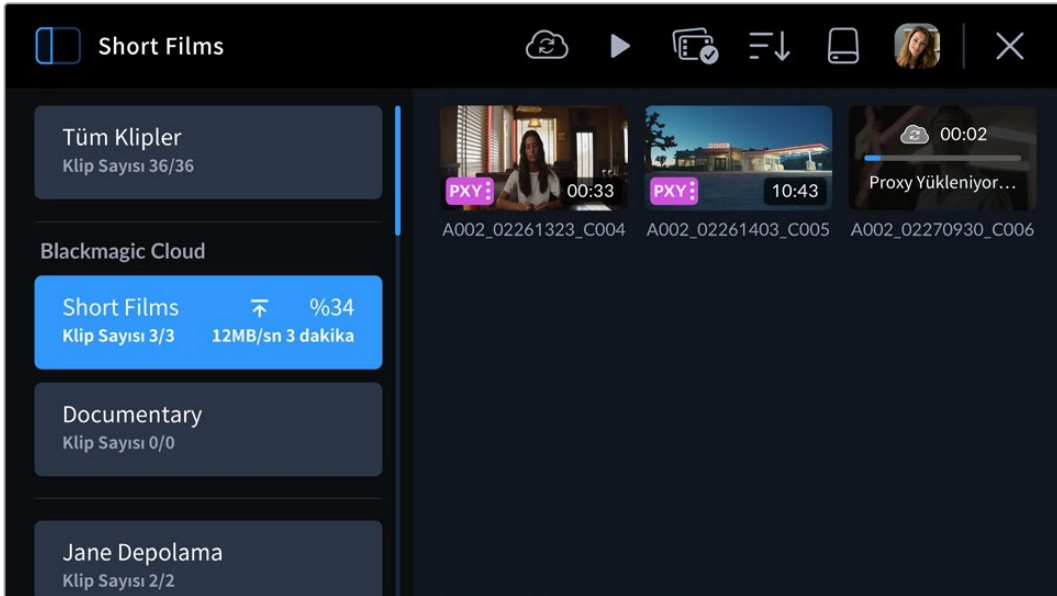 Short Films
Tüm Klipler
Klip Sayısı 36/36
Blackmagic Cloud
Short Films %34
Klip Sayısı 3/3 12MB/sn 3 dakika
Documentary
Klip Sayısı 0/0
Jane Depolama
Klip Sayısı 2/2
PXY 00:33
A002_02261323_C004
DINER
PXY 10:43
A002_02261403_C005
00:02
Proxy Yükleniyor...
A002_02270930_C006